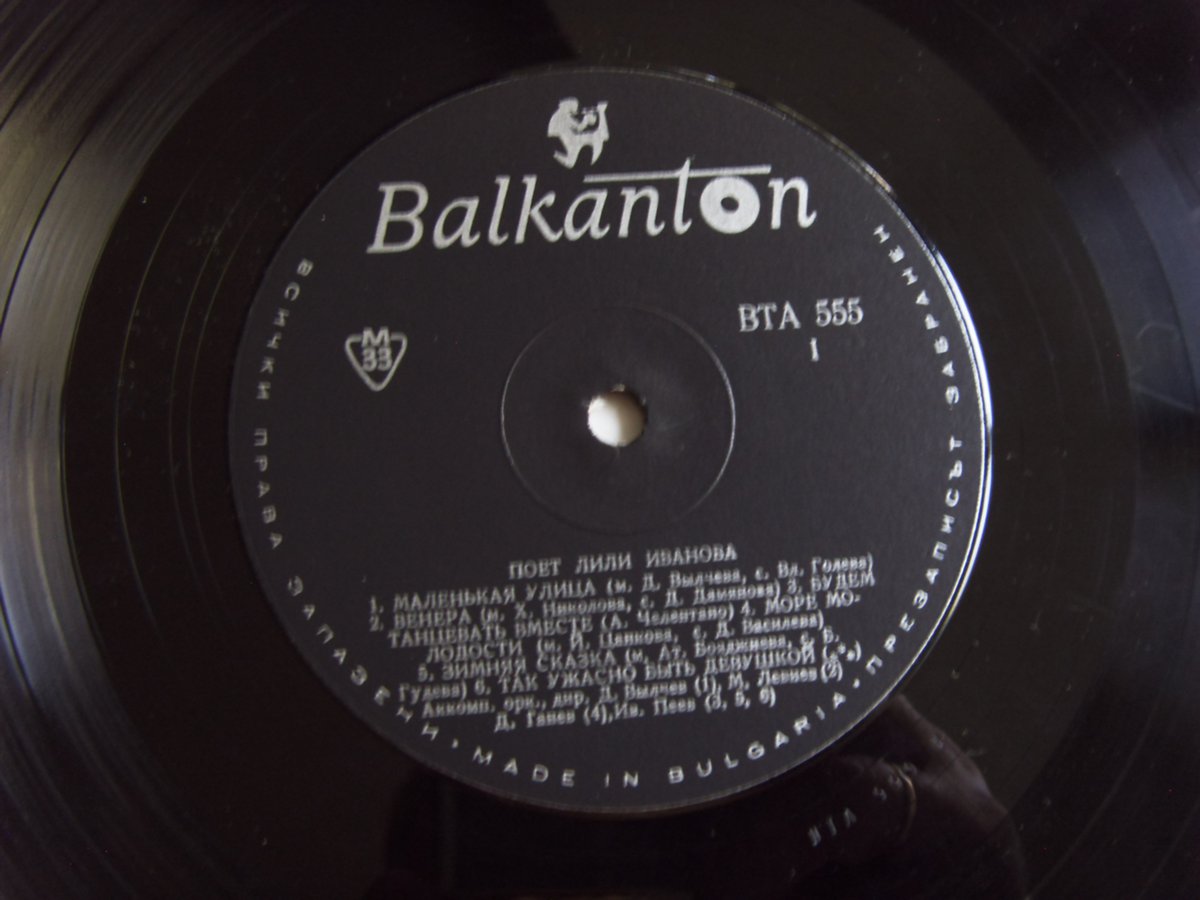 Balkanton
M
33
ВТА 555
I
ПОЕТ ЛИЛИ ИВАНОВА
1. МАЛЕНЬКАЯ УЛИЦА (м. Д. Вылчева, с. Вл. Голева)
2. ВЕНЕРА (м. Х. Николова, с. Д. Дамянова) 3. БУДЕМ
ТАНЦЕВАТЬ ВМЕСТЕ (А. Челентано) 4. МОРЕ МО-
ЛОДОСТИ (м. Й. Цанкова, с. Д. Василева)
5. ЗИМНЯЯ СКАЗКА (м. Ат. Бояджиева, с. Б.
Гудева) 6. ТАК УЖАСНО БЫТЬ ДЕВУШКОЙ
Аккомп. орк., дир. Д. Вылчев (1), М. Левиев (2)
Д. Ганев (4), Ив. Пеев (3, 5, 6)
ВСИЧКИ ПРАВА ЗАПАЗЕНИ · MADE IN BULGARIA · ПРЕЗАПИСЪТ ЗАБРАНЕН